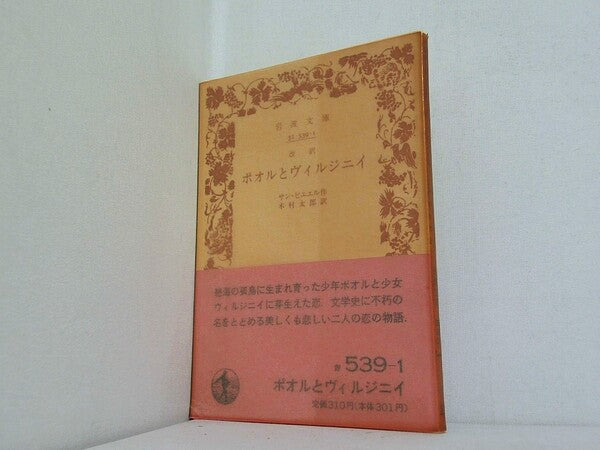 岩波文庫
赤 539-1
改訳
ポオルとヴィルジニイ
サン・ピエエル作
木村太郎訳
絶海の孤島に生まれ育った少年ポオルと少女
ヴィルジニイに芽生えた恋．文学史に不朽の
名をとどめる美しくも悲しい二人の恋の物語．
赤 539-1
ポオルとヴィルジニイ
定価310円(本体301円)